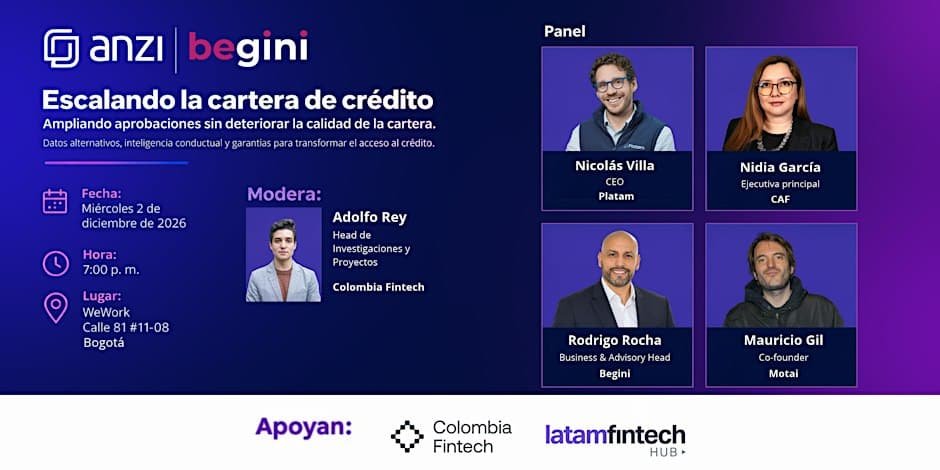 anzi | begini
Escalando la cartera de crédito
Ampliando aprobaciones sin deteriorar la calidad de la cartera.
Datos alternativos, inteligencia conductual y garantías para transformar el acceso al crédito.
Fecha:
Miércoles 2 de
diciembre de 2026
Hora:
7:00 p. m.
Lugar:
WeWork
Calle 81 #11-08
Bogotá
Modera:
Adolfo Rey
Head de
Investigaciones y
Proyectos
Colombia Fintech
Panel
Platam
Nicolás Villa
CEO
Platam
Nidia García
Ejecutiva principal
CAF
Rodrigo Rocha
Business & Advisory Head
Begini
Mauricio Gil
Co-founder
Motai
Apoyan:
Colombia
Fintech
latamfintech
HUB